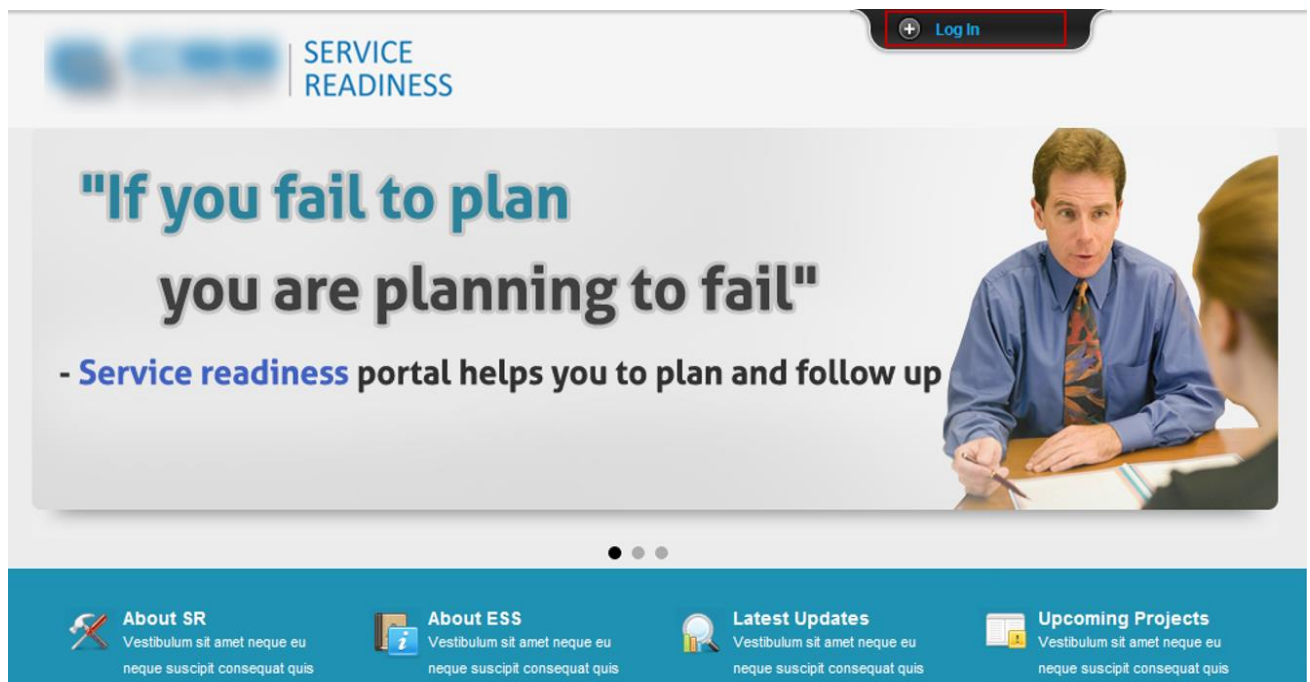 Log In
SERVICE
READINESS
"If you fail to plan
you are planning to fail"
- Service readiness portal helps you to plan and follow up
About SR
Vestibulum sit amet neque eu
neque suscipit consequat quis
About ESS
Vestibulum sit amet neque eu
neque suscipit consequat quis
Latest Updates
Vestibulum sit amet neque eu
neque suscipit consequat quis
Upcoming Projects
Vestibulum sit amet neque eu
neque suscipit consequat quis